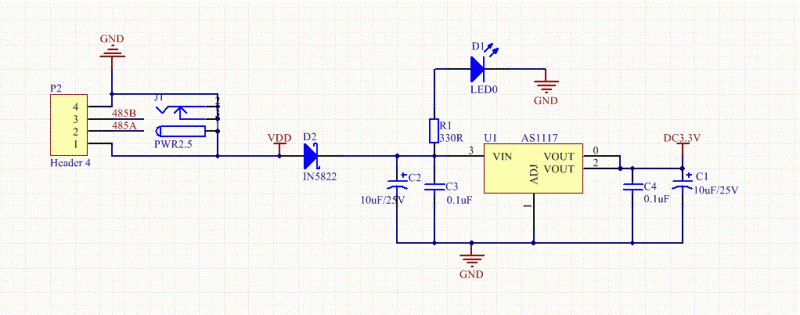 GND
P2
4
3
2
1
Header 4
485B
485A
J1
2
PWR2.5
VDD
D2
IN5822
D1
LED0
GND
R1
330R
U1
AS1117
3
VIN
VOUT
VOUT
ADJ
0
2
1
DC3.3V
C2
10uF/25V
C3
0.1uF
C4
0.1uF
C1
10uF/25V
GND